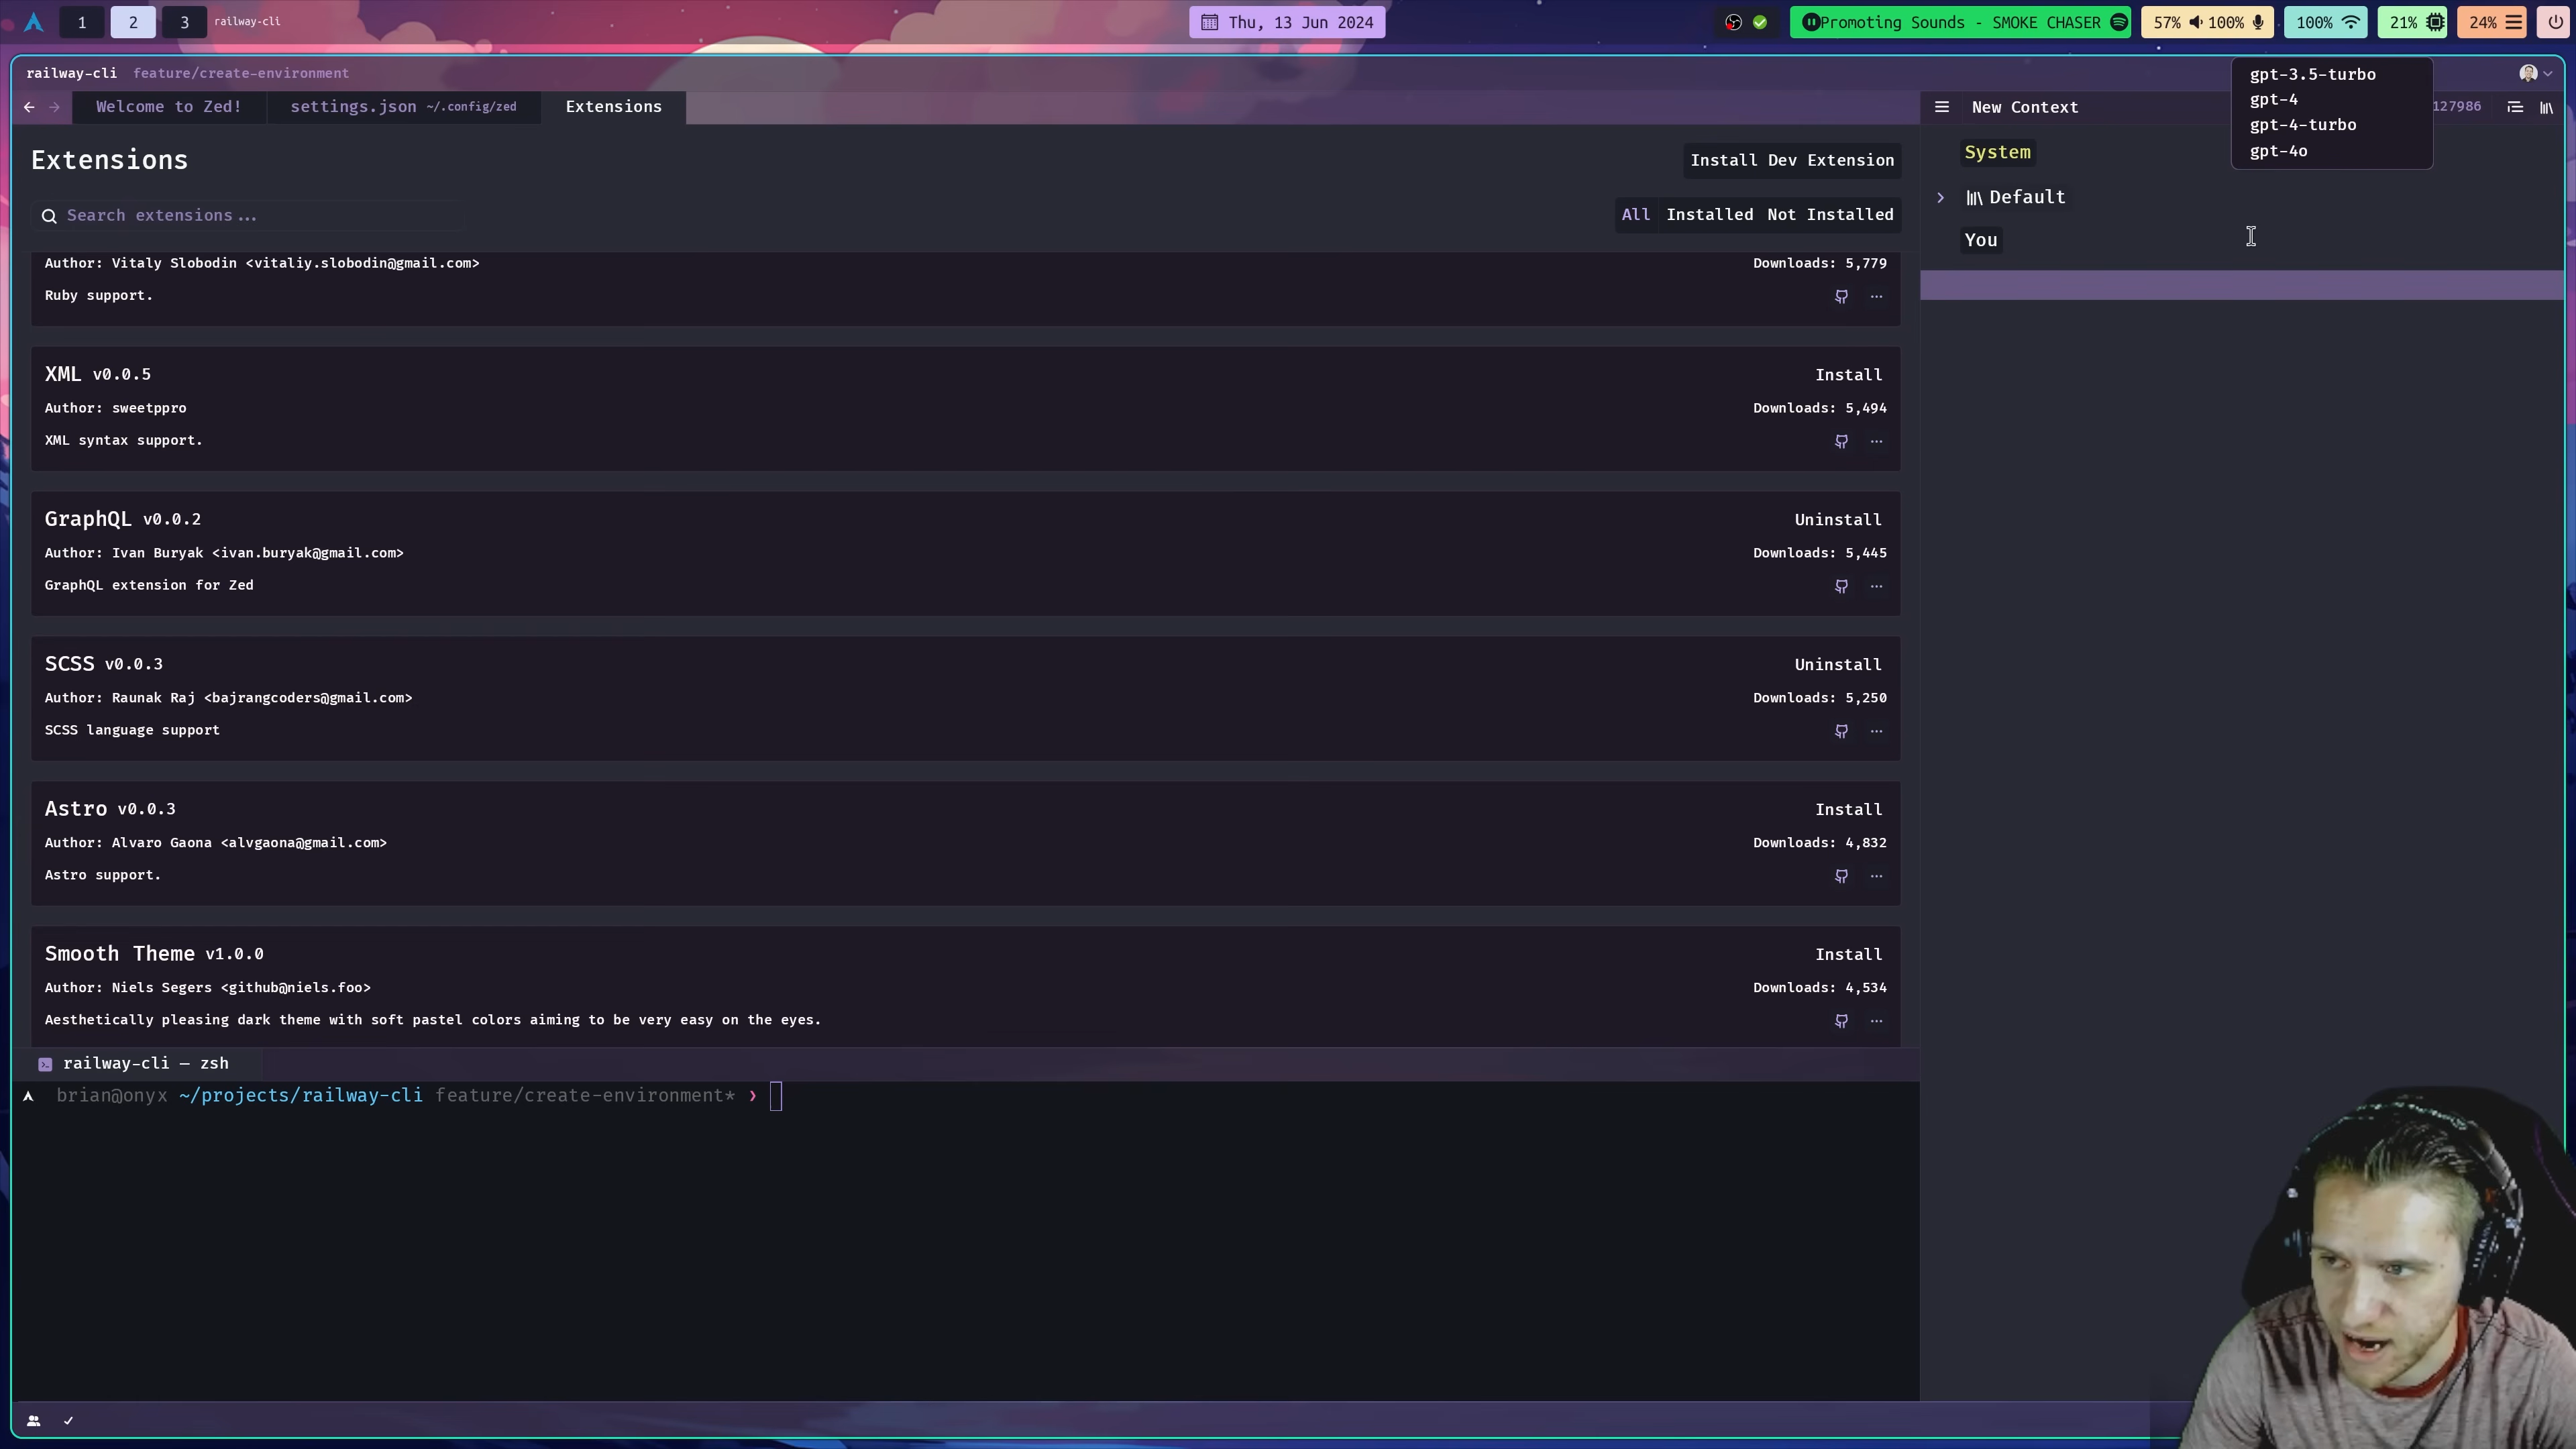 1 2 3 railway-cli
Thu, 13 Jun 2024
Promoting Sounds - SMOKE CHASER
57% 100% 100% 21% 24%
railway-cli feature/create-environment
Welcome to Zed! settings.json ~/.config/zed Extensions
Extensions
Install Dev Extension
Search extensions...
All Installed Not Installed
Author: Vitaly Slobodin <vitaliy.slobodin@gmail.com> Downloads: 5,779
Ruby support.
XML v0.0.5 Install
Author: sweetppro Downloads: 5,494
XML syntax support.
GraphQL v0.0.2 Uninstall
Author: Ivan Buryak <ivan.buryak@gmail.com> Downloads: 5,445
GraphQL extension for Zed
SCSS v0.0.3 Uninstall
Author: Raunak Raj <bajrangcoders@gmail.com> Downloads: 5,250
SCSS language support
Astro v0.0.3 Install
Author: Alvaro Gaona <alvgaona@gmail.com> Downloads: 4,832
Astro support.
Smooth Theme v1.0.0 Install
Author: Niels Segers <github@niels.foo> Downloads: 4,534
Aesthetically pleasing dark theme with soft pastel colors aiming to be very easy on the eyes.
railway-cli — zsh
brian@onyx ~/projects/railway-cli feature/create-environment* ❯
New Context
127986
gpt-3.5-turbo
gpt-4
gpt-4-turbo
gpt-4o
System
Default
You